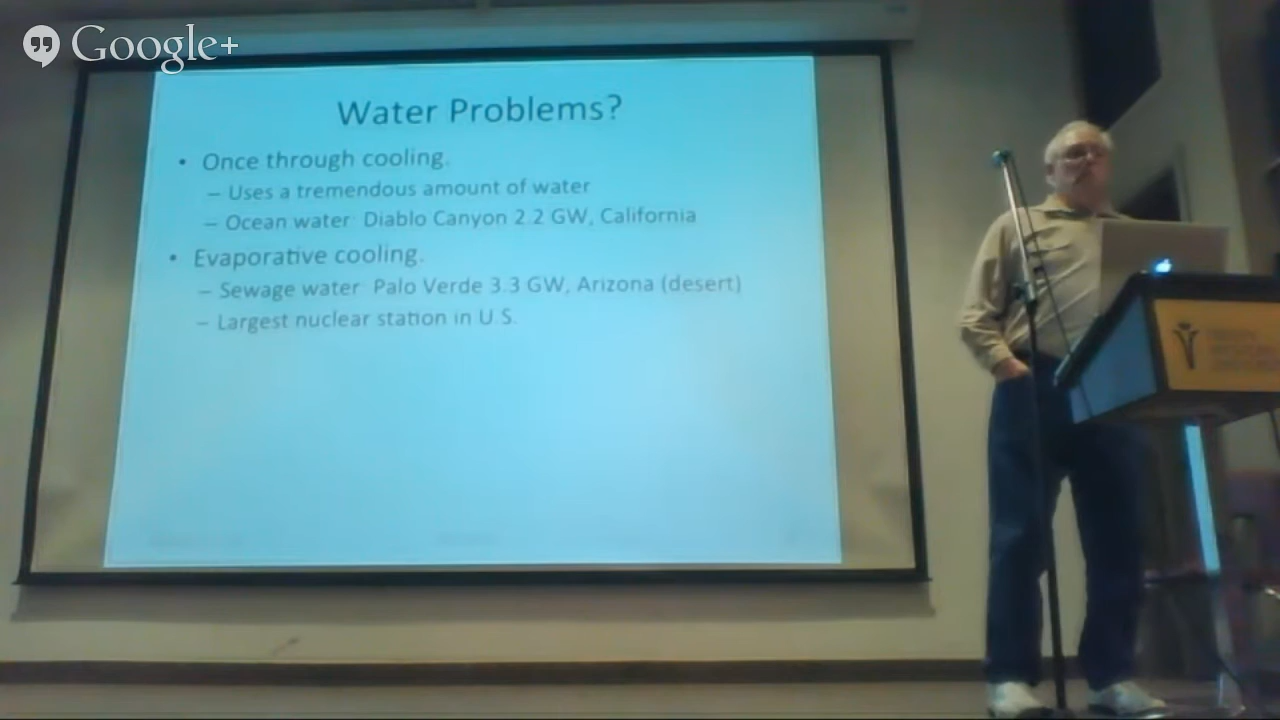 Google+
Water Problems?
• Once through cooling.
– Uses a tremendous amount of water
– Ocean water: Diablo Canyon 2.2 GW, California
• Evaporative cooling.
– Sewage water: Palo Verde 3.3 GW, Arizona (desert)
– Largest nuclear station in U.S.